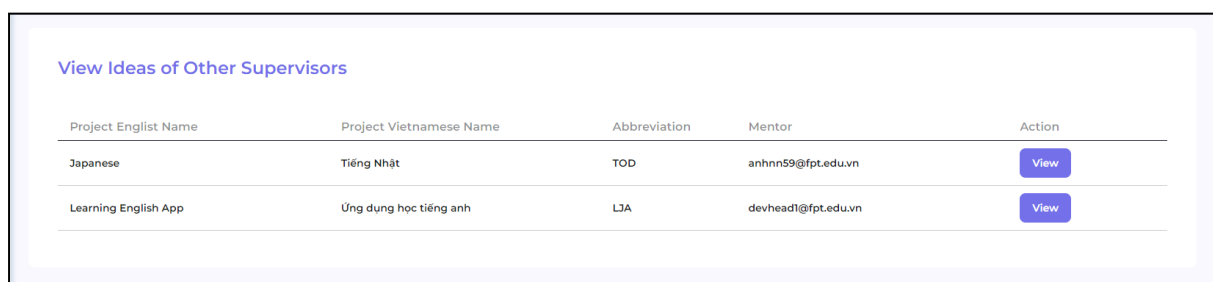 View Ideas of Other Supervisors
Project Englist Name Project Vietnamese Name Abbreviation Mentor Action
Japanese Tiếng Nhật TOD anhnn59@fpt.edu.vn View
Learning English App Ứng dụng học tiếng anh LJA devhead1@fpt.edu.vn View